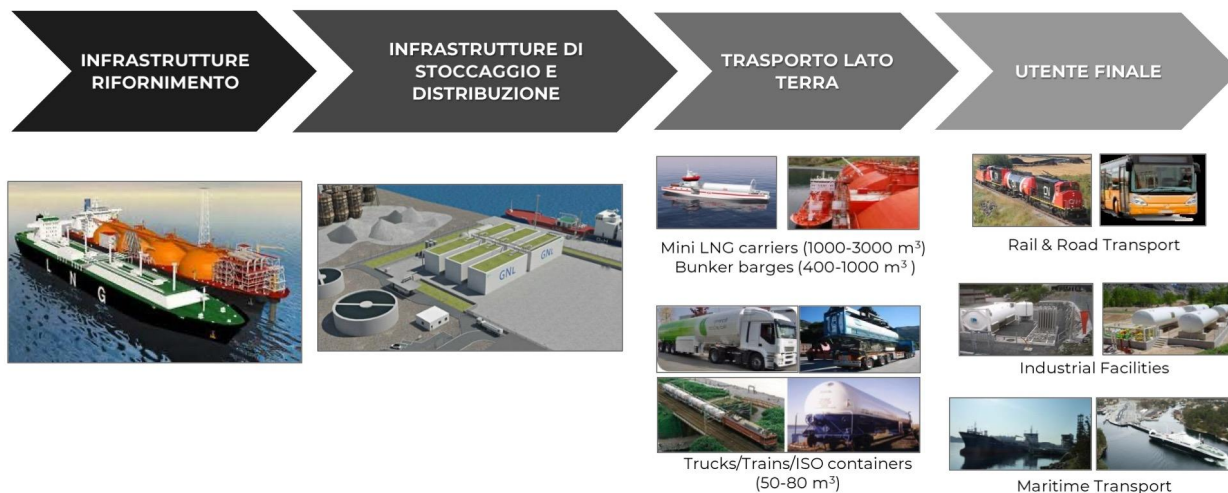 INFRASTRUTTURE
RIFORNIMENTO
INFRASTRUTTURE DI
STOCCAGGIO E
DISTRIBUZIONE
TRASPORTO LATO
TERRA
UTENTE FINALE
L N G
GNL
GNL
Mini LNG carriers (1000-3000 m³)
Bunker barges (400-1000 m³ )
Trucks/Trains/ISO containers
(50-80 m³)
Rail & Road Transport
Industrial Facilities
Maritime Transport